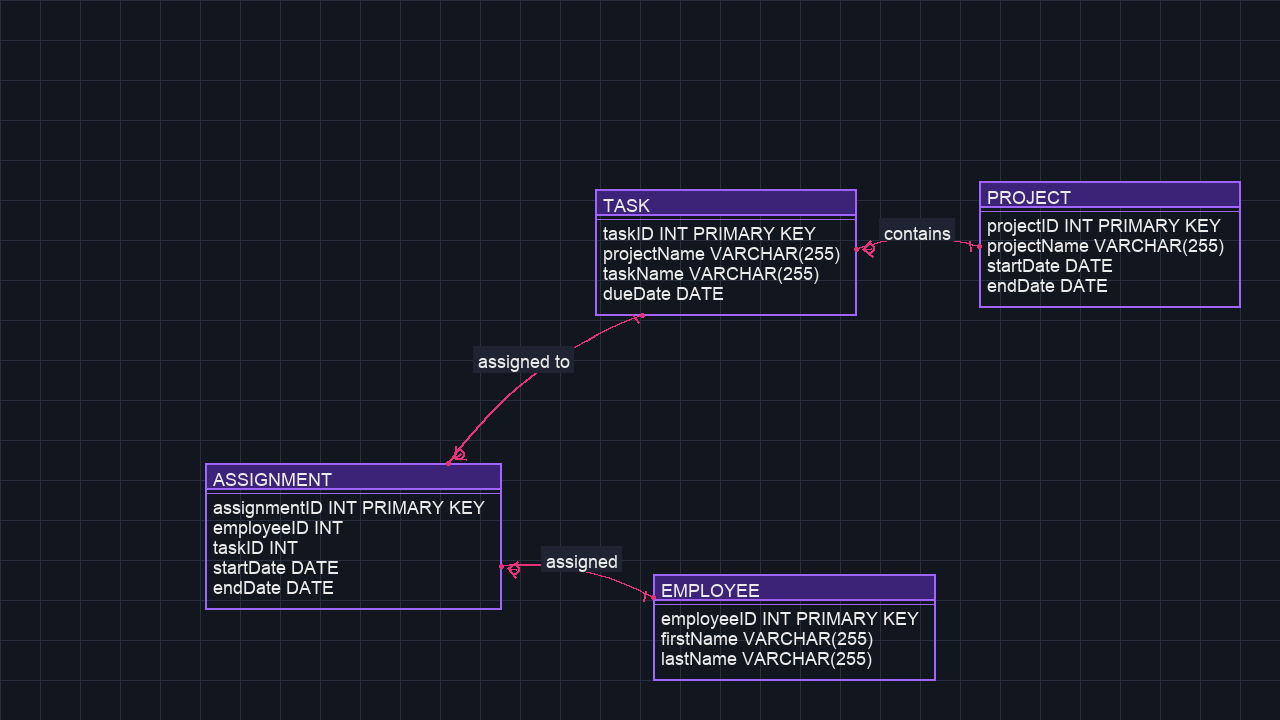 TASK
taskID INT PRIMARY KEY
projectName VARCHAR(255)
taskName VARCHAR(255)
dueDate DATE
contains
PROJECT
projectID INT PRIMARY KEY
projectName VARCHAR(255)
startDate DATE
endDate DATE
assigned to
ASSIGNMENT
assignmentID INT PRIMARY KEY
employeeID INT
taskID INT
startDate DATE
endDate DATE
assigned
EMPLOYEE
employeeID INT PRIMARY KEY
firstName VARCHAR(255)
lastName VARCHAR(255)